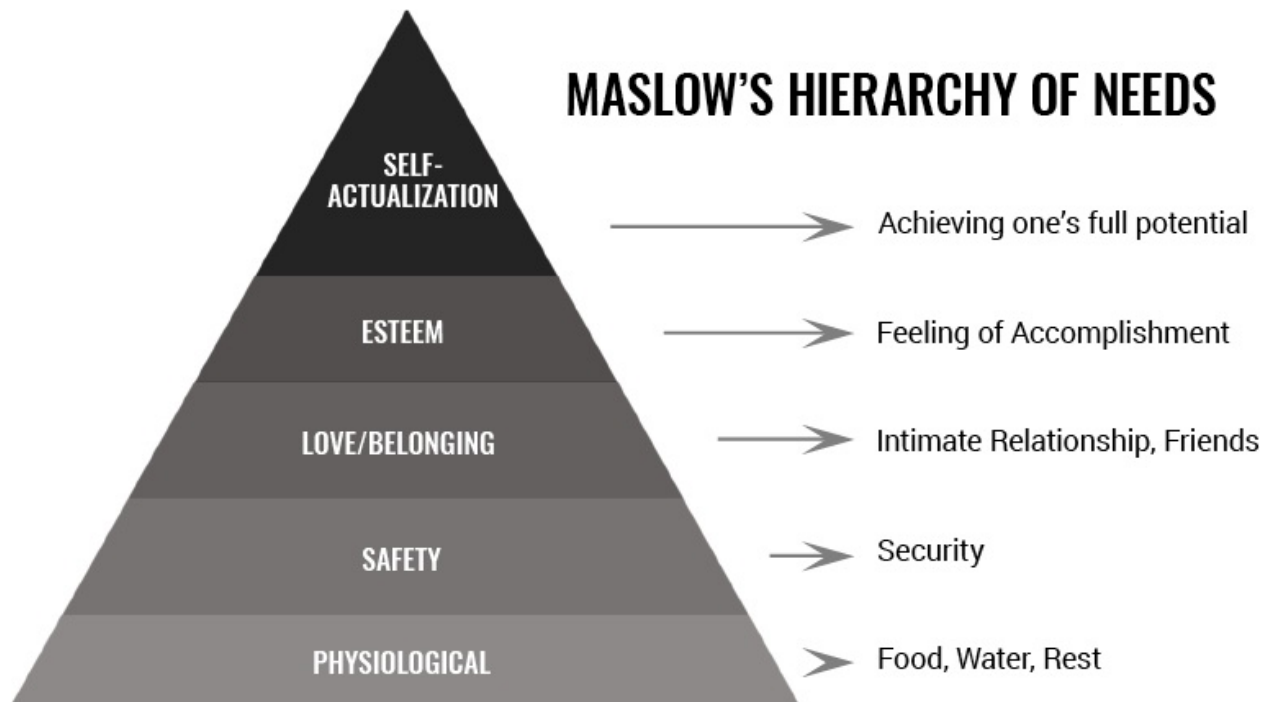 MASLOW'S HIERARCHY OF NEEDS
SELF-
ACTUALIZATION
Achieving one's full potential
ESTEEM
Feeling of Accomplishment
LOVE/BELONGING
Intimate Relationship, Friends
SAFETY
Security
PHYSIOLOGICAL
Food, Water, Rest